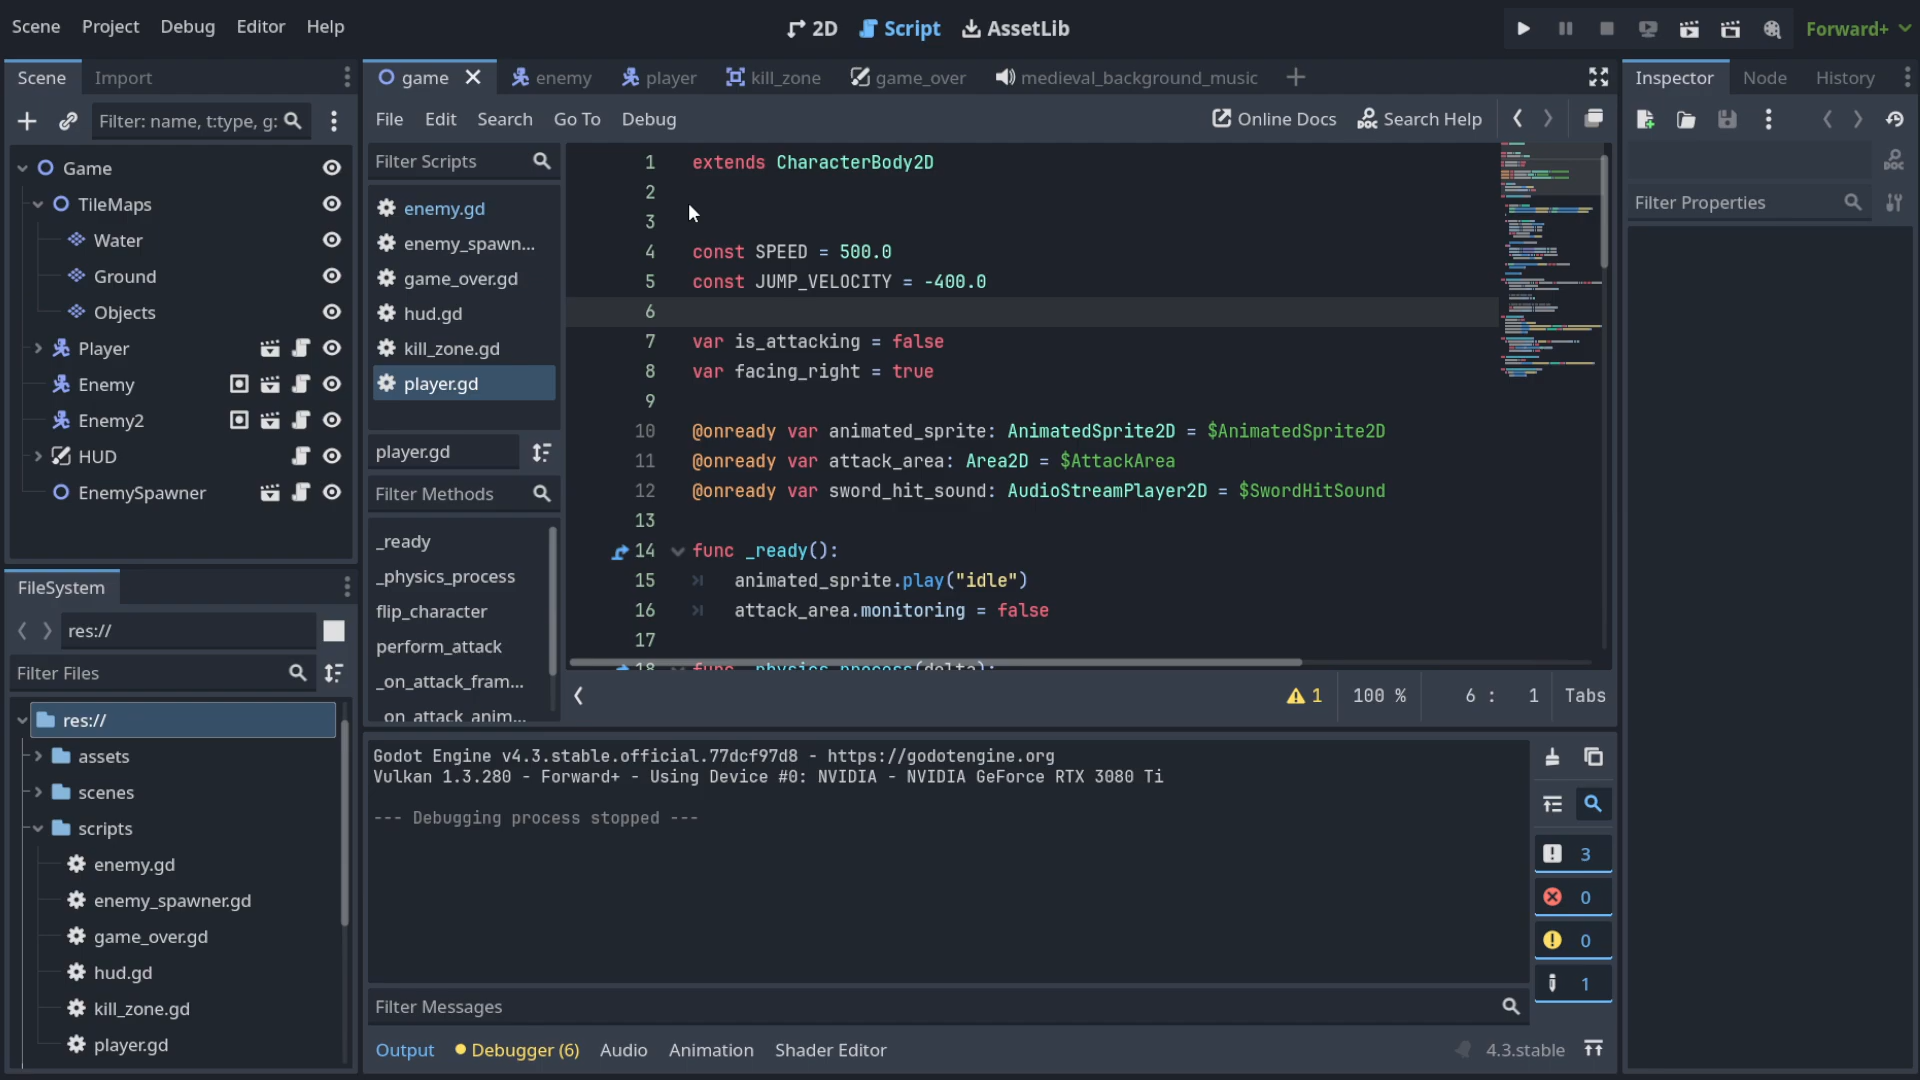 Scene Project Debug Editor Help
2D Script AssetLib
Forward+
Scene Import
Filter: name, t:type, g:
Game
TileMaps
Water
Ground
Objects
Player
Enemy
Enemy2
HUD
EnemySpawner
FileSystem
res://
Filter Files
res://
assets
scenes
scripts
enemy.gd
enemy_spawner.gd
game_over.gd
hud.gd
kill_zone.gd
player.gd
game enemy player kill_zone game_over medieval_background_music
File Edit Search Go To Debug
Online Docs Search Help
Filter Scripts
enemy.gd
enemy_spawn...
game_over.gd
hud.gd
kill_zone.gd
player.gd
player.gd
Filter Methods
_ready
_physics_process
flip_character
perform_attack
_on_attack_fram...
_on_attack_anim...
1 extends CharacterBody2D
2
3
4 const SPEED = 500.0
5 const JUMP_VELOCITY = -400.0
6
7 var is_attacking = false
8 var facing_right = true
9
10 @onready var animated_sprite: AnimatedSprite2D = $AnimatedSprite2D
11 @onready var attack_area: Area2D = $AttackArea
12 @onready var sword_hit_sound: AudioStreamPlayer2D = $SwordHitSound
13
14 func _ready():
15 animated_sprite.play("idle")
16 attack_area.monitoring = false
17
18 func _physics_process(delta):
1 100 % 6 : 1 Tabs
Godot Engine v4.3.stable.official.77dcf97d8 - https://godotengine.org
Vulkan 1.3.280 - Forward+ - Using Device #0: NVIDIA - NVIDIA GeForce RTX 3080 Ti
--- Debugging process stopped ---
3
0
0
1
Filter Messages
Output Debugger (6) Audio Animation Shader Editor
4.3.stable
Inspector Node History
DOC
Filter Properties